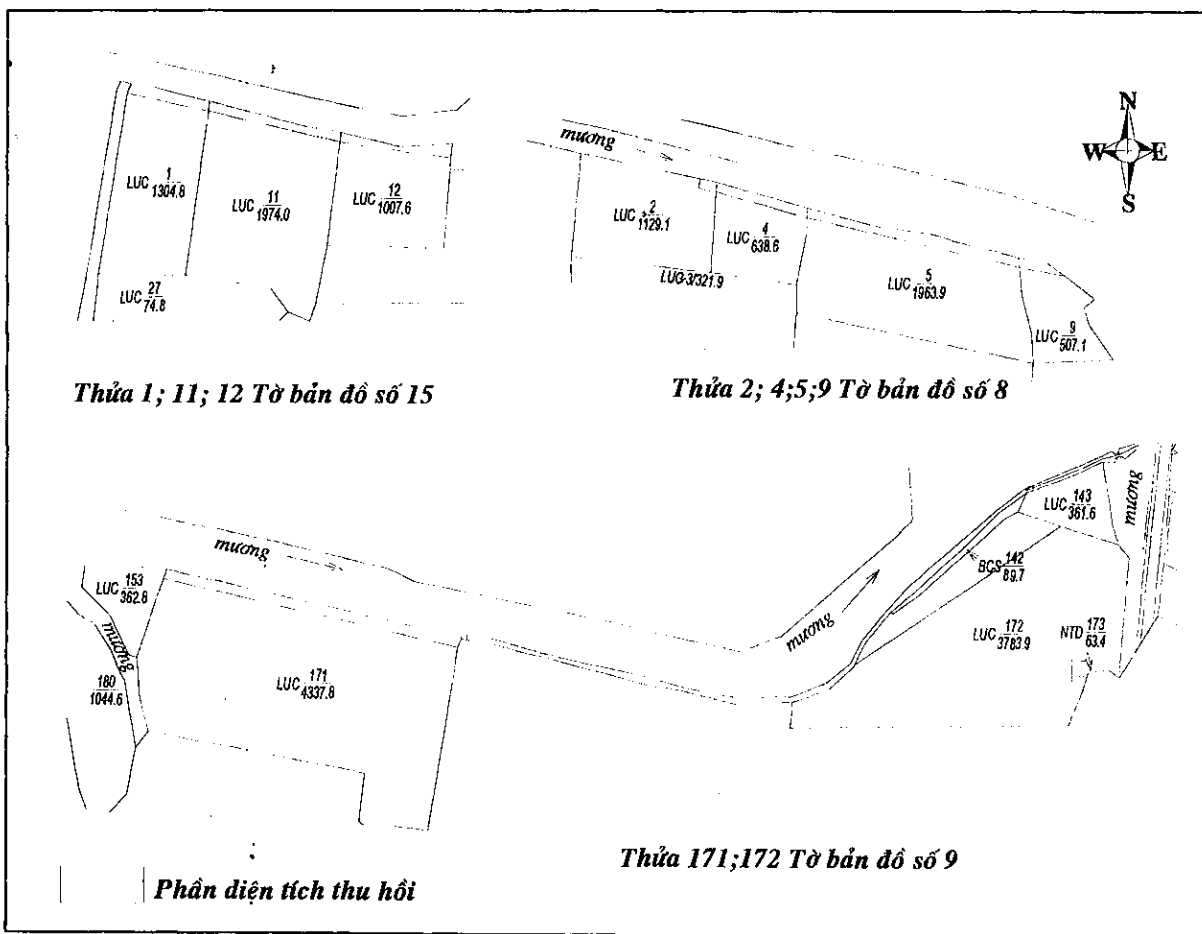 N
W E
S
mương
LUC 1 1304.8
LUC 11 1974.0
LUC 12 1007.6
LUC 27 74.8
LUC 2 1129.1
LUC 4 638.6
LUC 3/321.9
LUC 5 1963.9
LUC 9 507.1
Thửa 1; 11; 12 Tờ bản đồ số 15
Thửa 2; 4;5;9 Tờ bản đồ số 8
mương
LUC 153 362.8
mương
180 1044.6
LUC 171 4337.8
mương
LUC 143 361.6
mương
BCS 142 89.7
LUC 172 3783.9
NTD 173 63.4
Thửa 171;172 Tờ bản đồ số 9
Phần diện tích thu hồi